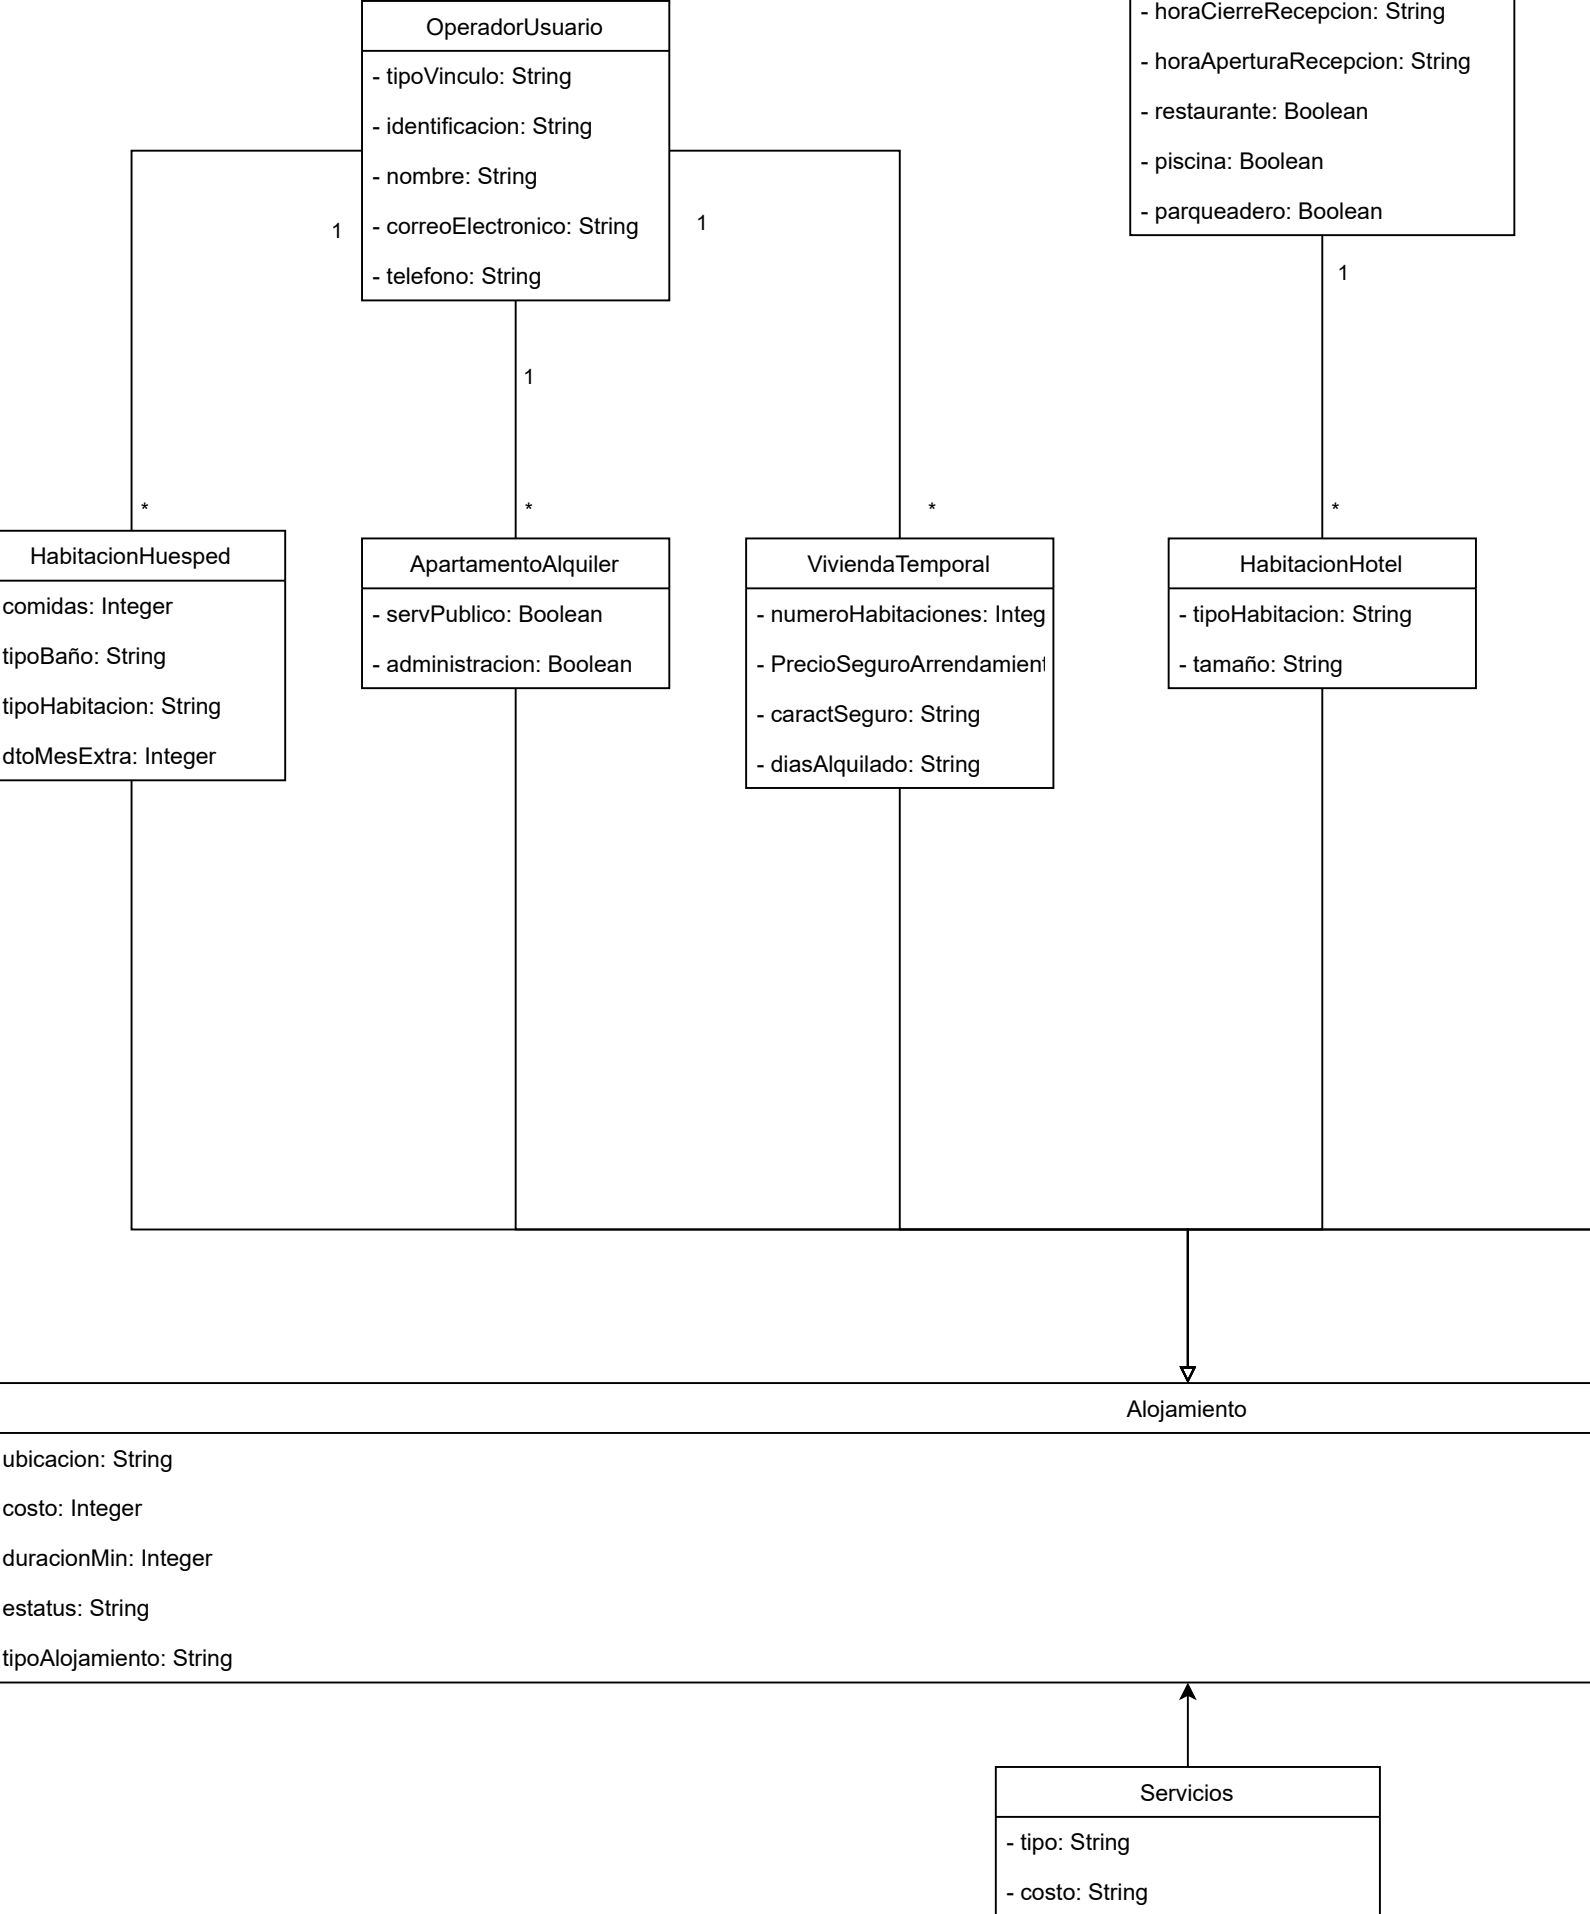 OperadorUsuario
- tipoVinculo: String
- identificacion: String
- nombre: String
- correoElectronico: String
- telefono: String
- horaCierreRecepcion: String
- horaAperturaRecepcion: String
- restaurante: Boolean
- piscina: Boolean
- parqueadero: Boolean
1
1
1
1
*
*
*
*
HabitacionHuesped
comidas: Integer
tipoBaño: String
tipoHabitacion: String
dtoMesExtra: Integer
ApartamentoAlquiler
- servPublico: Boolean
- administracion: Boolean
ViviendaTemporal
- numeroHabitaciones: Integ
- PrecioSeguroArrendamient
- caractSeguro: String
- diasAlquilado: String
HabitacionHotel
- tipoHabitacion: String
- tamaño: String
Alojamiento
ubicacion: String
costo: Integer
duracionMin: Integer
estatus: String
tipoAlojamiento: String
Servicios
- tipo: String
- costo: String